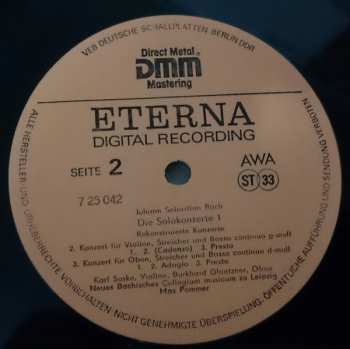 VEB DEUTSCHE SCHALLPLATTEN BERLIN DDR
Direct Metal
DMM
Mastering
ETERNA
DIGITAL RECORDING
SEITE 2
AWA
ST 33
7 25 042
Johann Sebastian Bach
Die Solokonzerte 1
Rekonstruierte Konzerte
2. Konzert für Violine, Streicher und Basso continuo g-moll
1. 2. (Cadenza) 3. Presto
3. Konzert für Oboe, Streicher und Basso continuo d-moll
1. 2. Adagio 3. Presto
Karl Suske, Violine, Burkhard Glaetzner, Oboe
Neues Bachisches Collegium musicum zu Leipzig
Max Pommer
ALLE HERSTELLER- UND URHEBERRECHTE VORBEHALTEN NICHT GENEHMIGTE ÜBERSPIELUNG, ÖFFENTLICHE AUFFÜHRUNG UND SENDUNG VERBOTEN